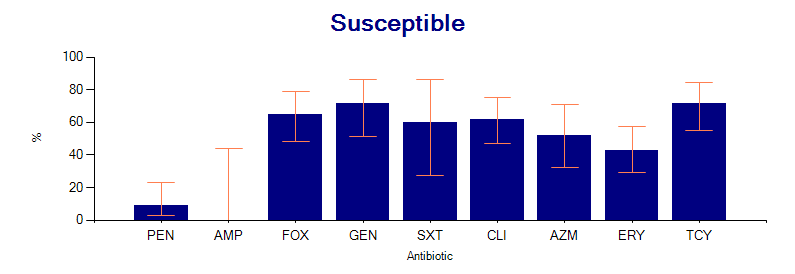 Susceptible
100
80
60
40
20
0
%
PEN AMP FOX GEN SXT CLI AZM ERY TCY
Antibiotic